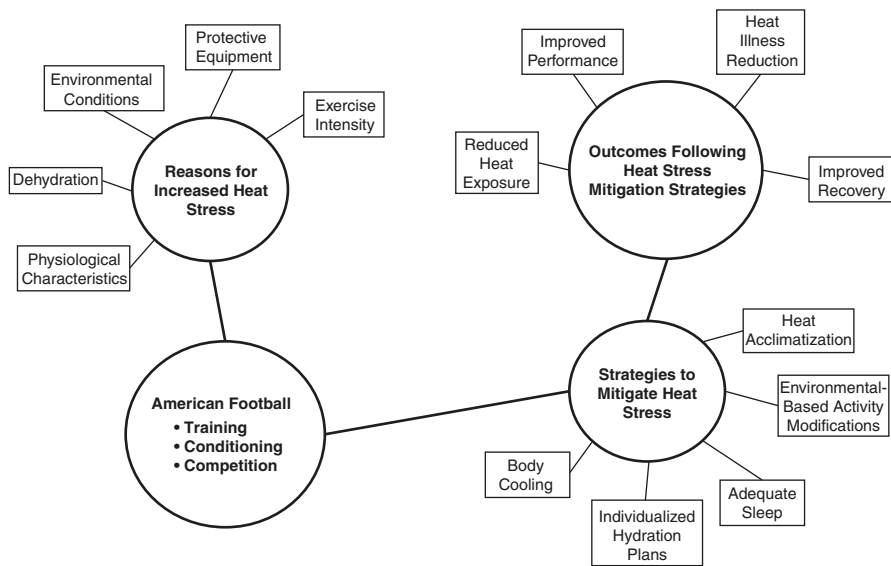 Protective
Equipment
Environmental
Conditions
Exercise
Intensity
Dehydration
Reasons for
Increased Heat
Stress
Physiological
Characteristics
Improved
Performance
Heat
Illness
Reduction
Reduced
Heat
Exposure
Outcomes Following
Heat Stress
Mitigation Strategies
Improved
Recovery
American Football
• Training
• Conditioning
• Competition
Strategies to
Mitigate Heat
Stress
Heat
Acclimatization
Environmental-
Based Activity
Modifications
Body
Cooling
Individualized
Hydration
Plans
Adequate
Sleep